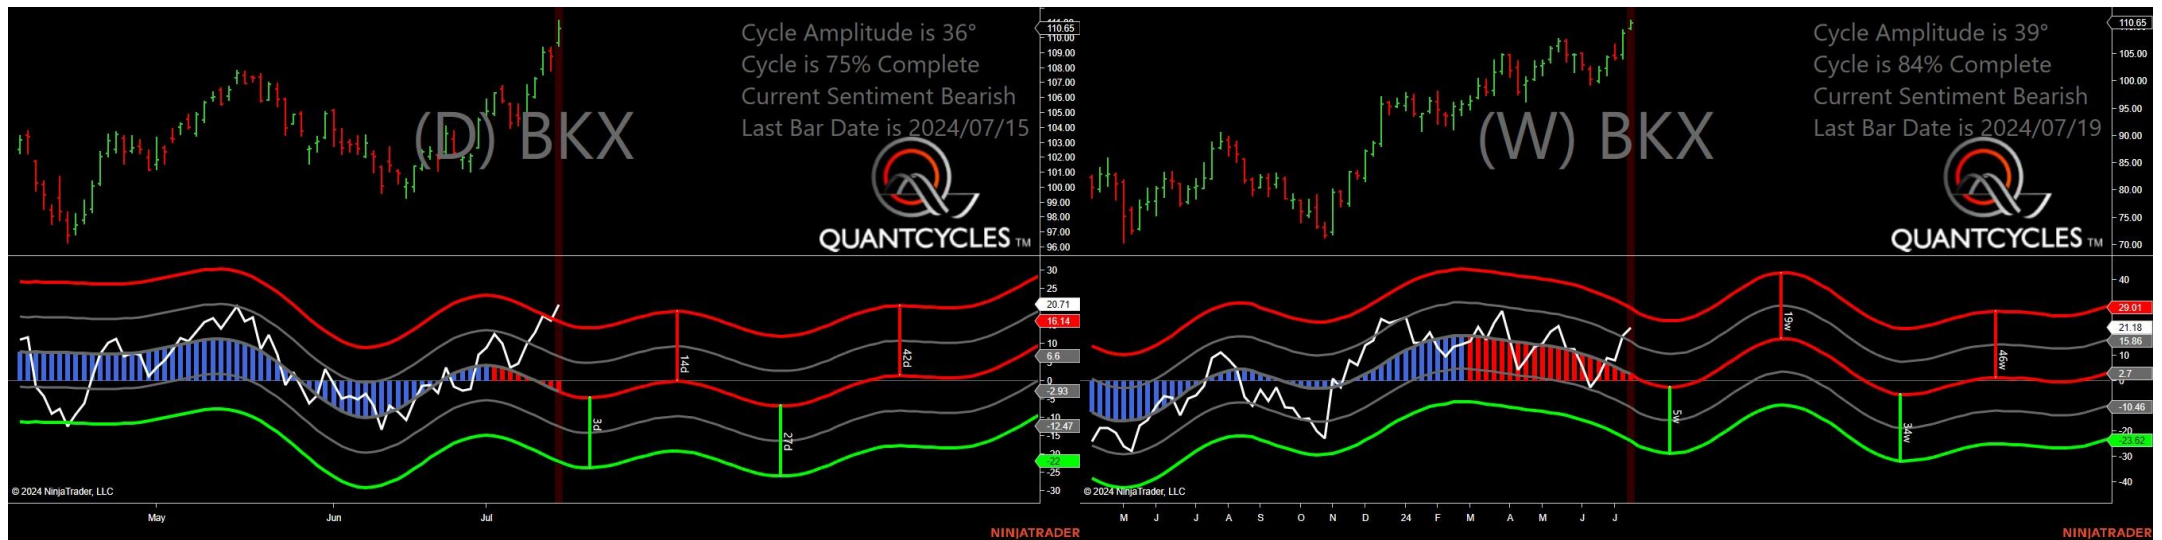 Cycle Amplitude is 36°
Cycle is 75% Complete
Current Sentiment Bearish
Last Bar Date is 2024/07/15
(D) BKX
QUANTCYCLES TM
110.65
110.00
109.00
108.00
107.00
106.00
105.00
104.00
103.00
102.00
101.00
100.00
99.00
98.00
97.00
96.00
30
25
20.71
16.14
10
6.6
0
-2.93
-5
-10
-12.47
-15
-20
-22
-25
-30
3d
14d
27d
42d
© 2024 NinjaTrader, LLC
May Jun Jul
NINJATRADER
Cycle Amplitude is 39°
Cycle is 84% Complete
Current Sentiment Bearish
Last Bar Date is 2024/07/19
(W) BKX
QUANTCYCLES TM
110.65
105.00
100.00
95.00
90.00
85.00
80.00
75.00
70.00
40
29.01
21.18
15.86
10
2.7
0
-10.46
-20
-23.62
-30
-40
5w
19w
34w
46w
© 2024 NinjaTrader, LLC
M J J A S O N D 24 F M A M J J
NINJATRADER